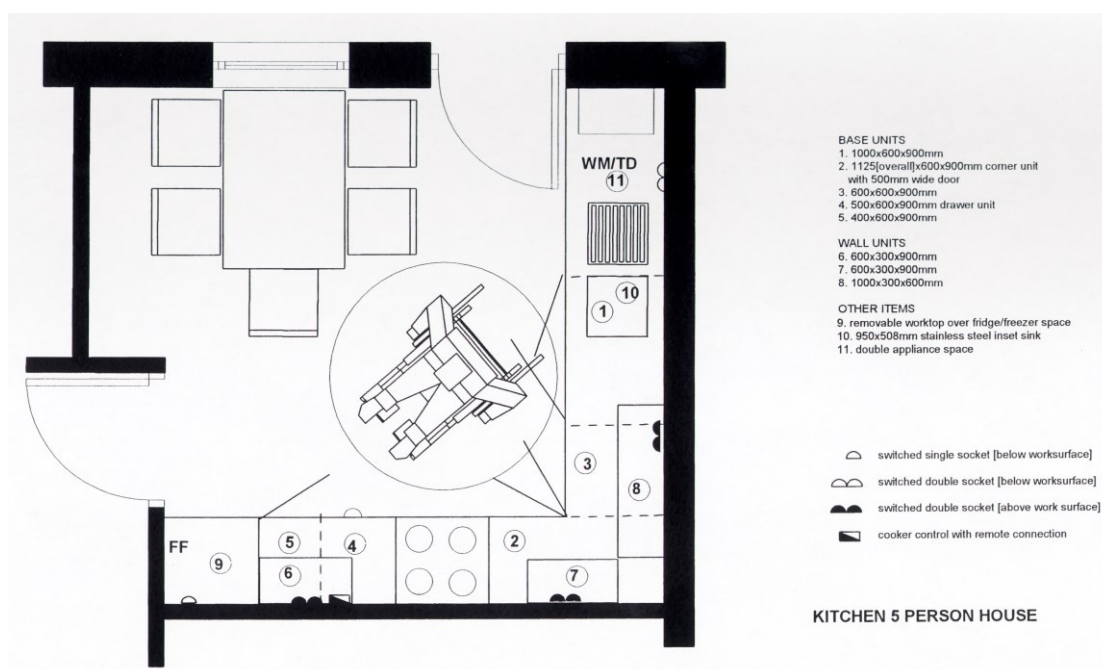 WM/TD
11
10
1
3
8
FF
9
5
4
6
2
7
BASE UNITS
1. 1000x600x900mm
2. 1125[overall]x600x900mm corner unit
with 500mm wide door
3. 600x600x900mm
4. 500x600x900mm drawer unit
5. 400x600x900mm
WALL UNITS
6. 600x300x900mm
7. 600x300x900mm
8. 1000x300x600mm
OTHER ITEMS
9. removable worktop over fridge/freezer space
10. 950x508mm stainless steel inset sink
11. double appliance space
switched single socket [below worksurface]
switched double socket [below worksurface]
switched double socket [above work surface]
cooker control with remote connection
KITCHEN 5 PERSON HOUSE